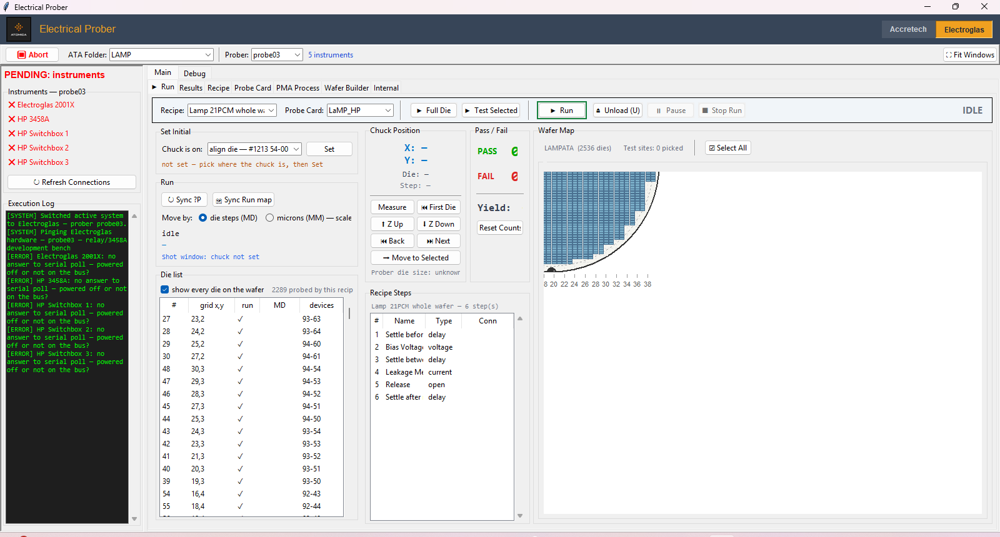 Electrical Prober
ATOMICA
Electrical Prober
Accretech
Electroglas
Abort
ATA Folder: LAMP
Prober: probe03
5 instruments
Fit Windows
PENDING: instruments
Instruments — probe03
Electroglas 2001X
HP 3458A
HP Switchbox 1
HP Switchbox 2
HP Switchbox 3
Refresh Connections
Execution Log
[SYSTEM] Switched active system
to Electroglas — prober probe03.
[SYSTEM] Pinging Electroglas
hardware — probe03 — relay/3458A
development bench
[ERROR] Electroglas 2001X: no
answer to serial poll — powered
off or not on the bus?
[ERROR] HP 3458A: no answer to
serial poll — powered off or not
on the bus?
[ERROR] HP Switchbox 1: no
answer to serial poll — powered
off or not on the bus?
[ERROR] HP Switchbox 2: no
answer to serial poll — powered
off or not on the bus?
[ERROR] HP Switchbox 3: no
answer to serial poll — powered
off or not on the bus?
Main Debug
Run Results Recipe Probe Card PMA Process Wafer Builder Internal
Recipe: Lamp 21PCM whole
Probe Card: LaMP_HP
Full Die
Test Selected
Run
Unload (U)
Pause
Stop Run
IDLE
Set Initial
Chuck is on: align die — #1213 54-00
Set
not set — pick where the chuck is, then Set
Run
Sync ?P
Sync Run map
Move by: die steps (MD) microns (MM) — scale
idle
—
Shot window: chuck not set
Die list
show every die on the wafer 2289 probed by this recip
# grid x,y run MD devices
27 23,2 ✓ 93-63
28 24,2 ✓ 93-64
29 25,2 ✓ 94-60
30 27,2 ✓ 94-61
48 30,3 ✓ 94-54
47 29,3 ✓ 94-53
46 28,3 ✓ 94-52
45 27,3 ✓ 94-51
44 25,3 ✓ 94-50
43 24,3 ✓ 93-54
42 23,3 ✓ 93-53
41 21,3 ✓ 93-52
40 20,3 ✓ 93-51
39 19,3 ✓ 93-50
54 16,4 ✓ 92-43
55 18,4 ✓ 92-44
Chuck Position
X: —
Y: —
Die: —
Step: —
Measure
First Die
Z Up
Z Down
Back
Next
Move to Selected
Prober die size: unknowr
Pass / Fail
PASS 0
FAIL 0
Yield:
Reset Count
Recipe Steps
Lamp 21PCM whole wafer — 6 step(s)
# Name Type Conn
1 Settle befor delay
2 Bias Voltag voltage
3 Settle betw delay
4 Leakage Me current
5 Release open
6 Settle after delay
Wafer Map
LAMPATA (2536 dies)
Test sites: 0 picked
Select All
8 20 22 24 26 28 30 32 34 36 38